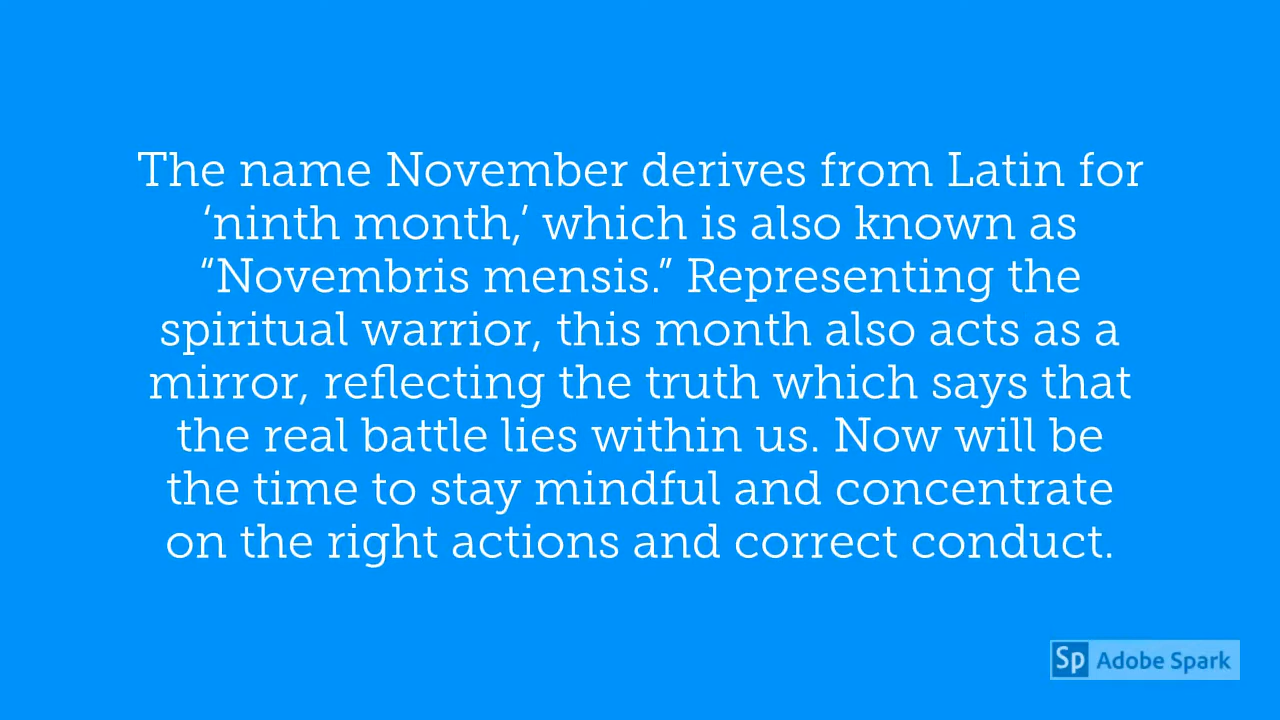 The name November derives from Latin for
‘ninth month,’ which is also known as
“Novembris mensis.” Representing the
spiritual warrior, this month also acts as a
mirror, reflecting the truth which says that
the real battle lies within us. Now will be
the time to stay mindful and concentrate
on the right actions and correct conduct.
Sp Adobe Spark